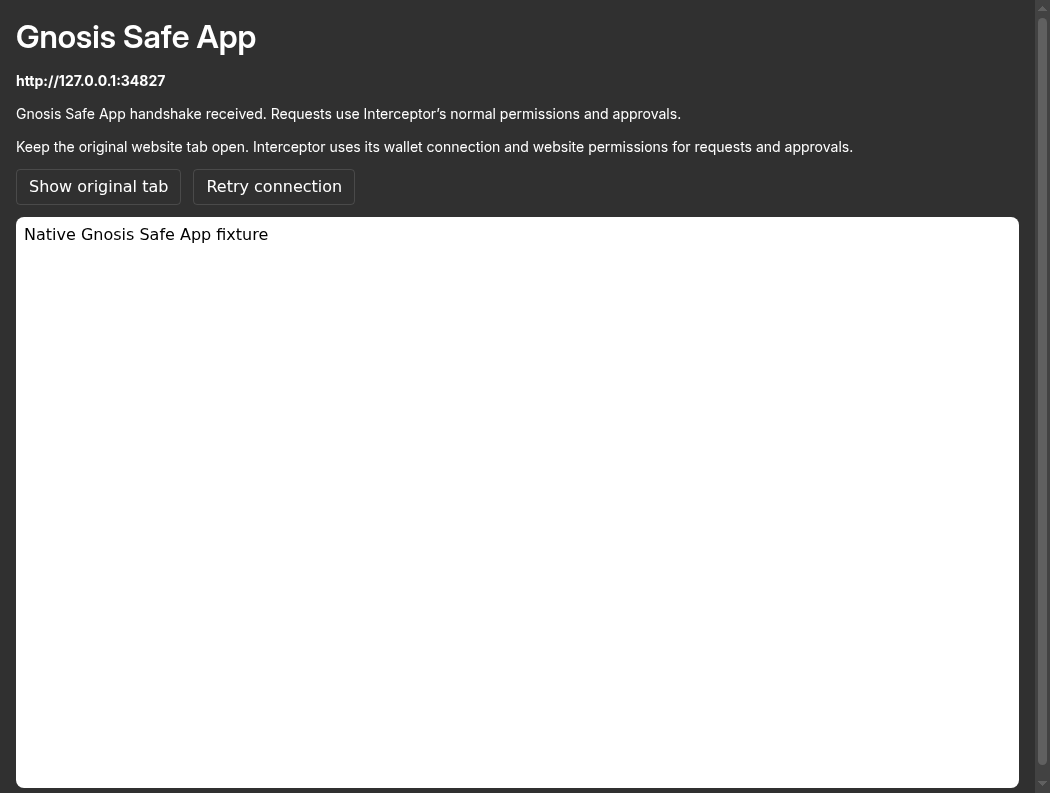 Gnosis Safe App
http://127.0.0.1:34827
Gnosis Safe App handshake received. Requests use Interceptor’s normal permissions and approvals.
Keep the original website tab open. Interceptor uses its wallet connection and website permissions for requests and approvals.
Show original tab
Retry connection
Native Gnosis Safe App fixture